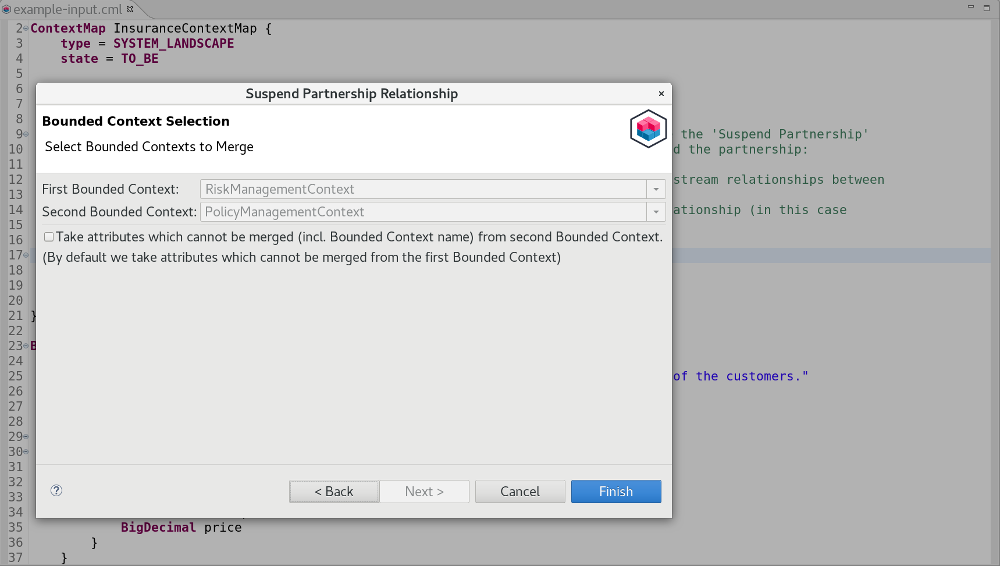 example-input.cml
2 ContextMap InsuranceContextMap {
3 type = SYSTEM_LANDSCAPE
4 state = TO_BE
5
6
7
8
9 the 'Suspend Partnership'
10 d the partnership:
11
12 stream relationships between
13
14 ationship (in this case
15
16
17
18
19
20
21 }
22
23 B
24
25 of the customers."
26
27
28
29
30
31
32
33
34
35 BigDecimal price
36 }
37 }
Suspend Partnership Relationship
Bounded Context Selection
Select Bounded Contexts to Merge
First Bounded Context: RiskManagementContext
Second Bounded Context: PolicyManagementContext
Take attributes which cannot be merged (incl. Bounded Context name) from second Bounded Context.
(By default we take attributes which cannot be merged from the first Bounded Context)
? < Back Next > Cancel Finish